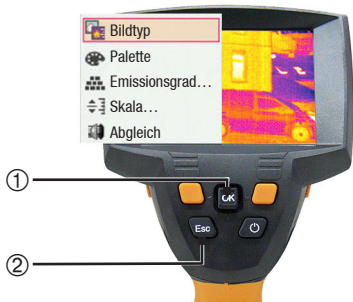 Bildtyp
Palette
Emissionsgrad...
Skala...
Abgleich
①
OK
Esc
②